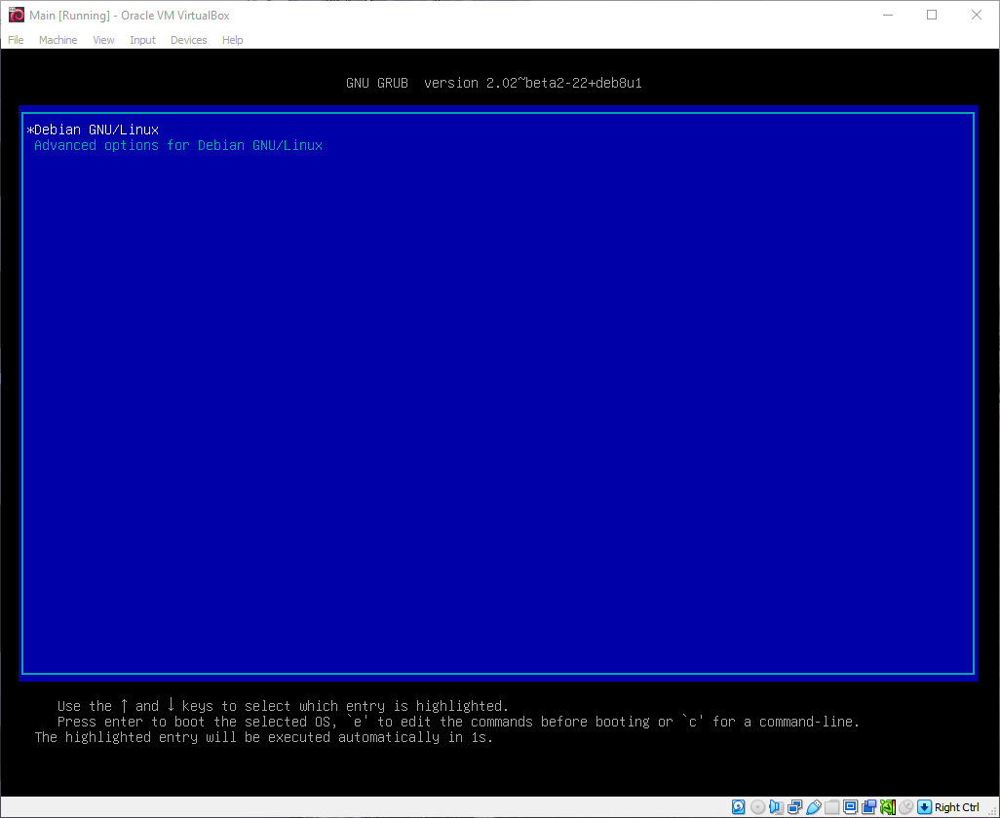 Main [Running] - Oracle VM VirtualBox
File Machine View Input Devices Help
GNU GRUB version 2.02~beta2-22+deb8u1
*Debian GNU/Linux
Advanced options for Debian GNU/Linux
Use the ↑ and ↓ keys to select which entry is highlighted.
Press enter to boot the selected OS, `e' to edit the commands before booting or `c' for a command-line.
The highlighted entry will be executed automatically in 1s.
Right Ctrl